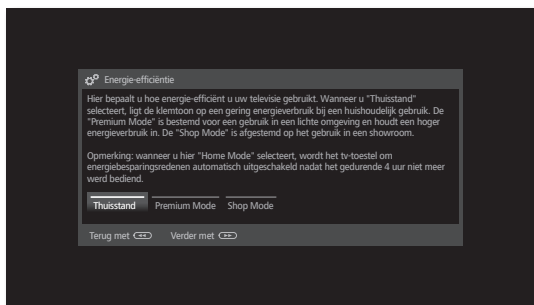 Energie-efficiëntie
Hier bepaalt u hoe energie-efficiënt u uw televisie gebruikt. Wanneer u "Thuisstand"
selecteert, ligt de klemtoon op een gering energieverbuik bij een huishoudelijk gebruik. De
"Premium Mode" is bestemd voor een gebruik in een lichte omgeving en houdt een hoger
energieverbuik in. De "Shop Mode" is afgestemd op het gebruik in een showroom.
Opmerking: wanneer u hier "Home Mode" selecteert, wordt het tv-toestel om
energiebesparingsredenen automatisch uitgeschakeld nadat het gedurende 4 uur niet meer
werd bediend.
Thuisstand Premium Mode Shop Mode
Terug met Verder met